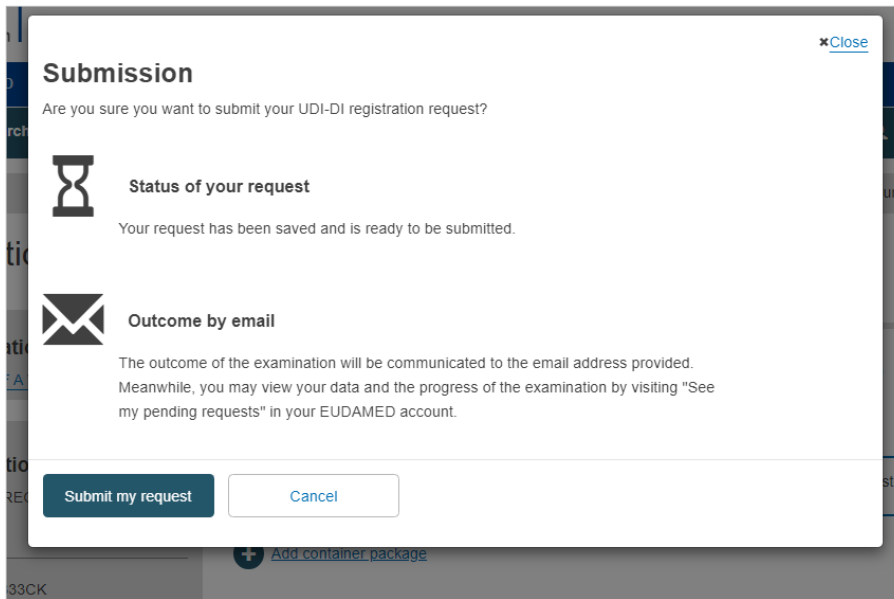 Close
Submission
Are you sure you want to submit your UDI-DI registration request?
Status of your request
Your request has been saved and is ready to be submitted.
Outcome by email
The outcome of the examination will be communicated to the email address provided.
Meanwhile, you may view your data and the progress of the examination by visiting "See
my pending requests" in your EUDAMED account.
Submit my request
Cancel
Add container package
33CK